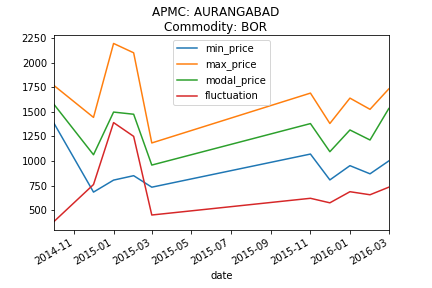 APMC: AURANGABAD
Commodity: BOR
2250
2000
1750
1500
1250
1000
750
500
min_price
max_price
modal_price
fluctuation
2014-11
2015-01
2015-03
2015-05
2015-07
2015-09
2015-11
2016-01
2016-03
date